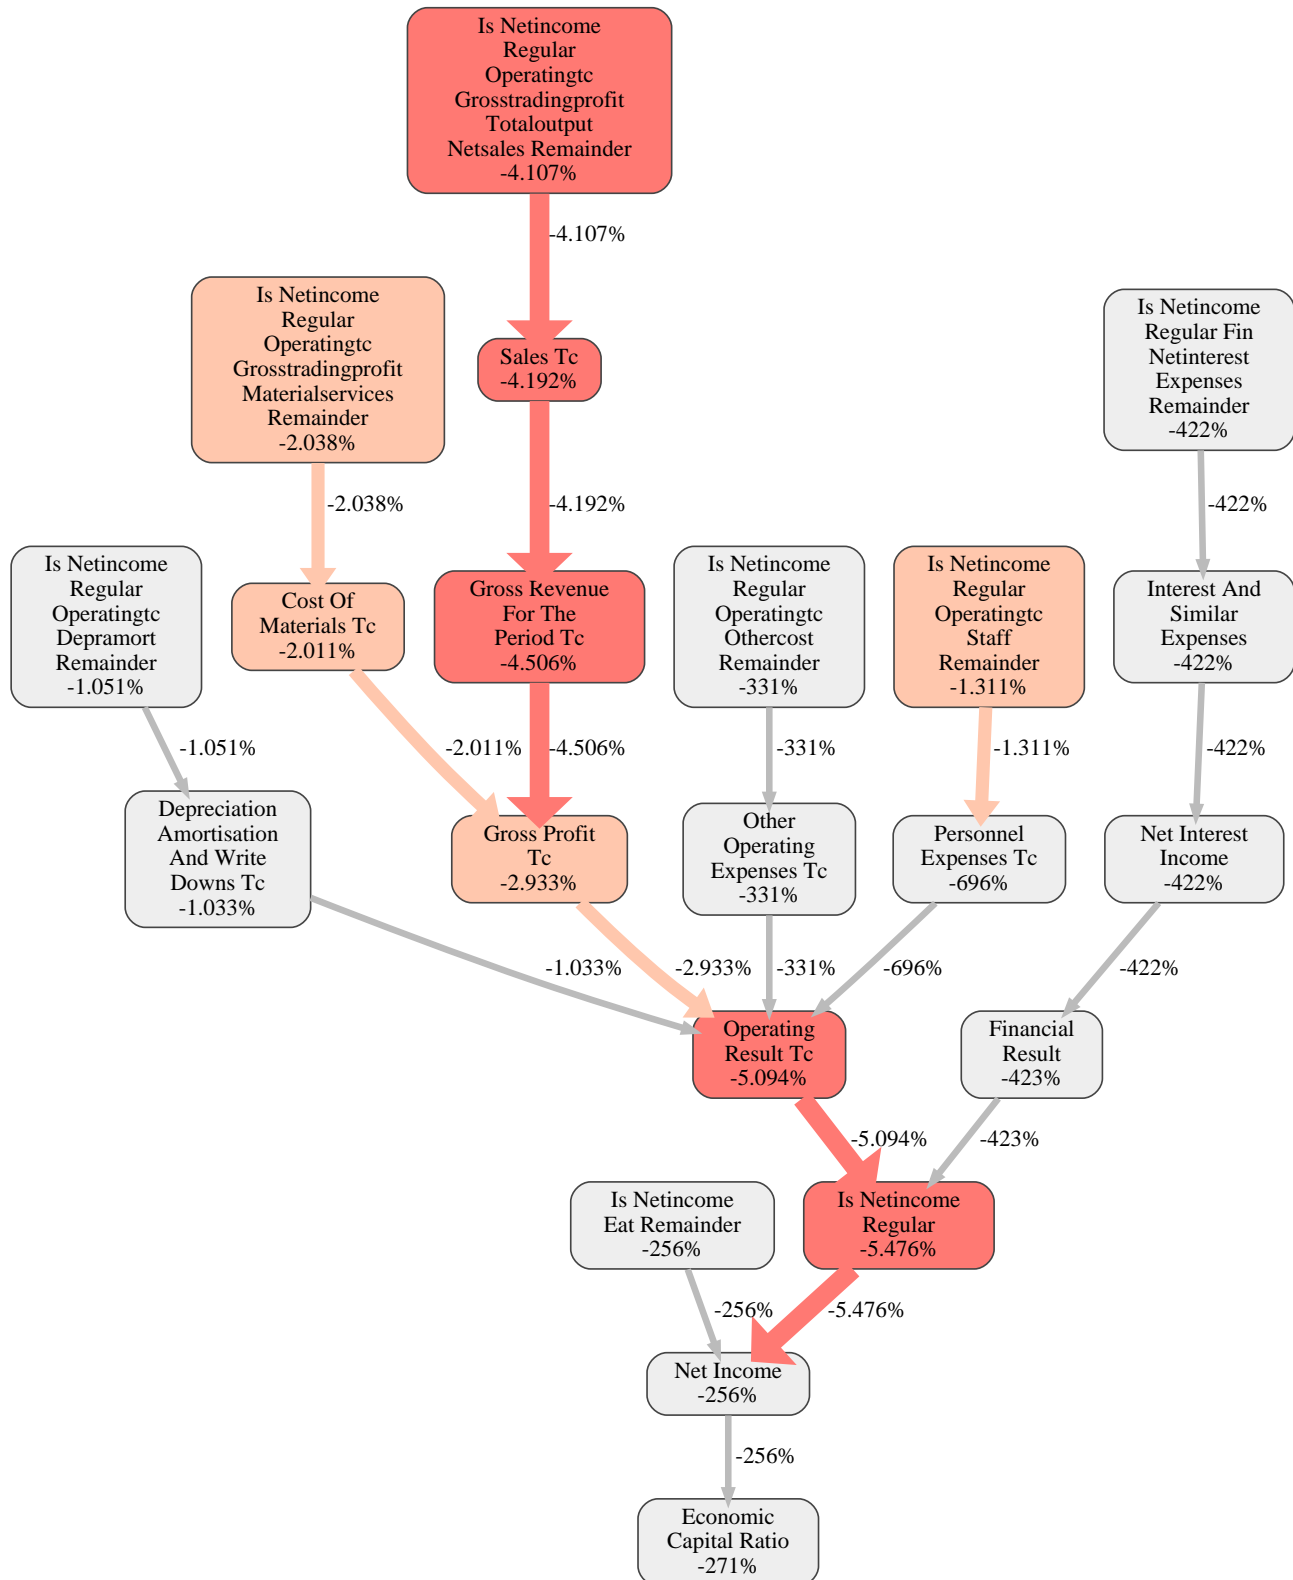 Is Netincome
Regular
Operatingtc
Grosstradingprofit
Totaloutput
Netsales Remainder
-4.107%
-4.107%
Is Netincome
Regular
Operatingtc
Grosstradingprofit
Materialservices
Remainder
-2.038%
Is Netincome
Regular Fin
Netinterest
Expenses
Remainder
-422%
Sales Tc
-4.192%
-2.038%
-4.192%
-422%
Is Netincome
Regular
Operatingtc
Depramort
Remainder
-1.051%
Cost Of
Materials Tc
-2.011%
Gross Revenue
For The
Period Tc
-4.506%
Is Netincome
Regular
Operatingtc
Othercost
Remainder
-331%
Is Netincome
Regular
Operatingtc
Staff
Remainder
-1.311%
Interest And
Similar
Expenses
-422%
-1.051%
-2.011%
-4.506%
-331%
-1.311%
-422%
Depreciation
Amortisation
And Write
Downs Tc
-1.033%
Gross Profit
Tc
-2.933%
Other
Operating
Expenses Tc
-331%
Personnel
Expenses Tc
-696%
Net Interest
Income
-422%
-1.033%
-2.933%
-331%
-696%
-422%
Operating
Result Tc
-5.094%
Financial
Result
-423%
-5.094%
-423%
Is Netincome
Eat Remainder
-256%
Is Netincome
Regular
-5.476%
-256%
-5.476%
Net Income
-256%
-256%
Economic
Capital Ratio
-271%